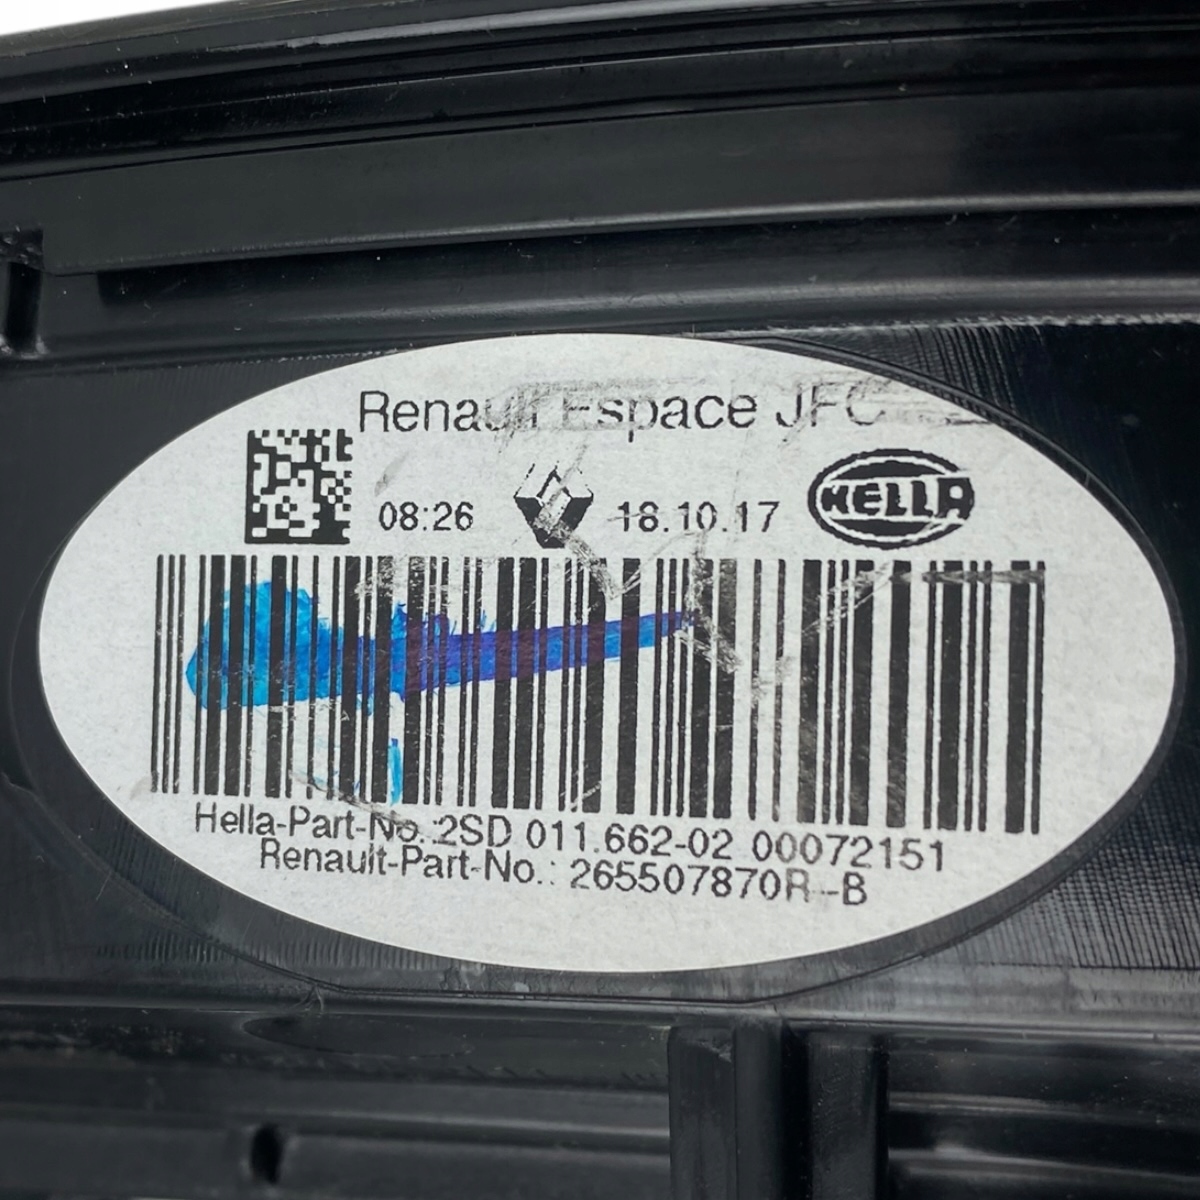 Renault Espace JFC
08:26 18.10.17 HELLA
Hella-Part-No.:2SD 011.662-02 00072151
Renault-Part-No.: 265507870R--B